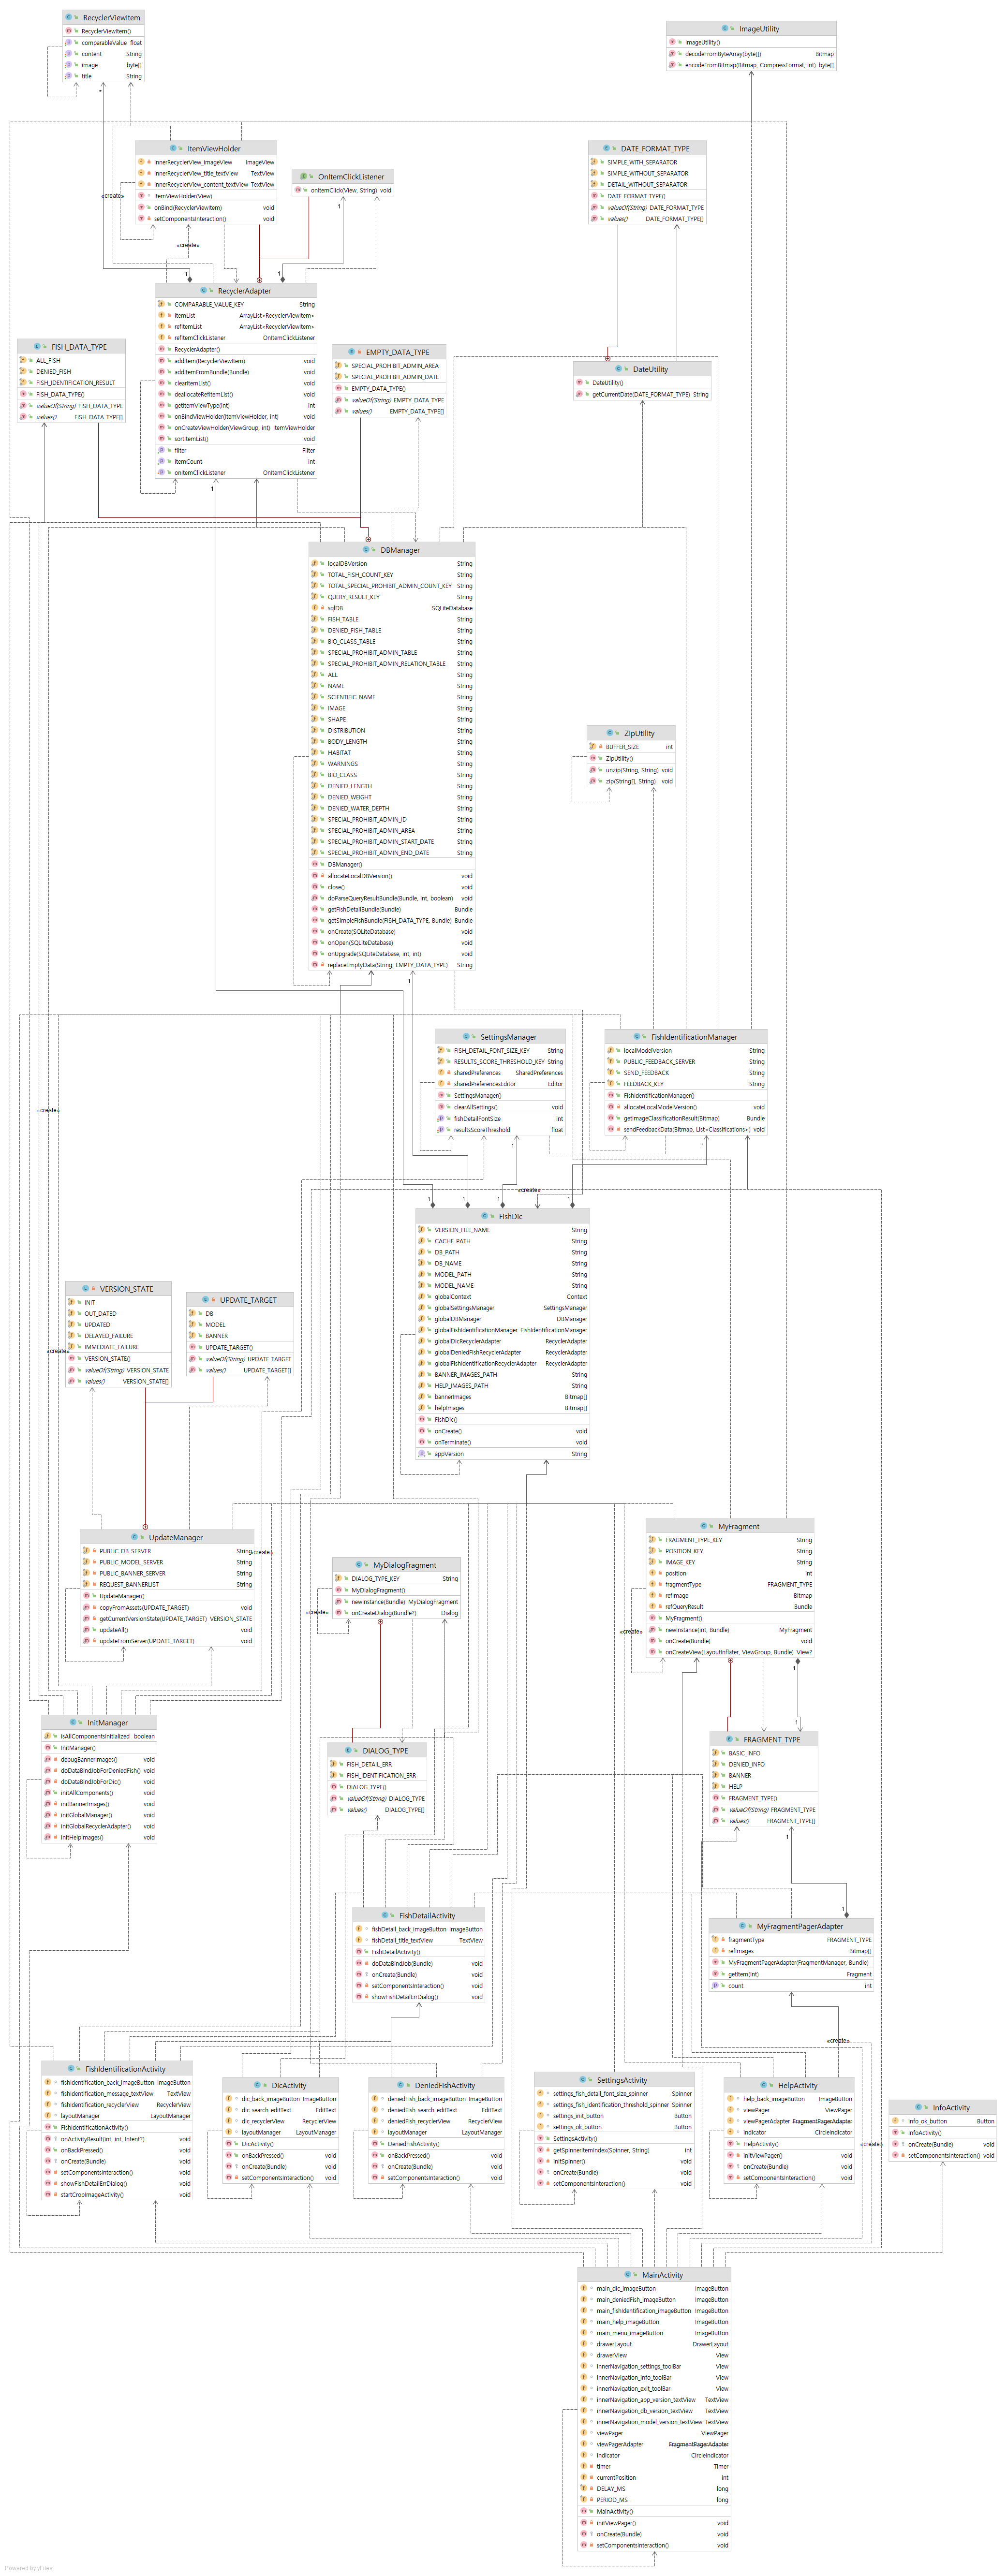 RecyclerViewItem
RecyclerViewItem()
comparableValue float
content String
image byte[]
title String
ImageUtility
ImageUtility()
decodeFromByteArray(byte[]) Bitmap
encodeFromBitmap(Bitmap, CompressFormat, int) byte[]
ItemViewHolder
innerRecyclerView_imageView ImageView
innerRecyclerView_title_textView TextView
innerRecyclerView_content_textView TextView
ItemViewHolder(View)
onBind(RecyclerViewItem) void
setComponentsInteraction() void
OnItemClickListener
onItemClick(View, String) void
DATE_FORMAT_TYPE
SIMPLE_WITH_SEPARATOR
SIMPLE_WITHOUT_SEPARATOR
DETAIL_WITHOUT_SEPARATOR
DATE_FORMAT_TYPE()
valueOf(String) DATE_FORMAT_TYPE
values() DATE_FORMAT_TYPE[]
«create»
«create»
RecyclerAdapter
COMPARABLE_VALUE_KEY String
itemList ArrayList<RecyclerViewItem>
refItemList ArrayList<RecyclerViewItem>
refItemClickListener OnItemClickListener
RecyclerAdapter()
addItem(RecyclerViewItem) void
addItemFromBundle(Bundle) void
clearItemList() void
deallocateRefItemList() void
getItemViewType(int) int
onBindViewHolder(ItemViewHolder, int) void
onCreateViewHolder(ViewGroup, int) ItemViewHolder
sortItemList() void
filter Filter
itemCount int
onItemClickListener OnItemClickListener
FISH_DATA_TYPE
ALL_FISH
DENIED_FISH
FISH_IDENTIFICATION_RESULT
FISH_DATA_TYPE()
valueOf(String) FISH_DATA_TYPE
values() FISH_DATA_TYPE[]
EMPTY_DATA_TYPE
SPECIAL_PROHIBIT_ADMIN_AREA
SPECIAL_PROHIBIT_ADMIN_DATE
EMPTY_DATA_TYPE()
valueOf(String) EMPTY_DATA_TYPE
values() EMPTY_DATA_TYPE[]
DateUtility
DateUtility()
getCurrentDate(DATE_FORMAT_TYPE) String
DBManager
localDBVersion String
TOTAL_FISH_COUNT_KEY String
TOTAL_SPECIAL_PROHIBIT_ADMIN_COUNT_KEY String
QUERY_RESULT_KEY String
sqlDB SQLiteDatabase
FISH_TABLE String
DENIED_FISH_TABLE String
BIO_CLASS_TABLE String
SPECIAL_PROHIBIT_ADMIN_TABLE String
SPECIAL_PROHIBIT_ADMIN_RELATION_TABLE String
ALL String
NAME String
SCIENTIFIC_NAME String
IMAGE String
SHAPE String
DISTRIBUTION String
BODY_LENGTH String
HABITAT String
WARNINGS String
BIO_CLASS String
DENIED_LENGTH String
DENIED_WEIGHT String
DENIED_WATER_DEPTH String
SPECIAL_PROHIBIT_ADMIN_ID String
SPECIAL_PROHIBIT_ADMIN_AREA String
SPECIAL_PROHIBIT_ADMIN_START_DATE String
SPECIAL_PROHIBIT_ADMIN_END_DATE String
DBManager()
allocateLocalDBVersion() void
close() void
doParseQueryResultBundle(Bundle, int, boolean) void
getFishDetailBundle(Bundle) Bundle
getSimpleFishBundle(FISH_DATA_TYPE, Bundle) Bundle
onCreate(SQLiteDatabase) void
onOpen(SQLiteDatabase) void
onUpgrade(SQLiteDatabase, int, int) void
replaceEmptyData(String, EMPTY_DATA_TYPE) String
ZipUtility
BUFFER_SIZE int
ZipUtility()
unzip(String, String) void
zip(String[], String) void
SettingsManager
FISH_DETAIL_FONT_SIZE_KEY String
RESULTS_SCORE_THRESHOLD_KEY String
sharedPreferences SharedPreferences
sharedPreferencesEditor Editor
SettingsManager()
clearAllSettings() void
fishDetailFontSize int
resultsScoreThreshold float
FishIdentificationManager
localModelVersion String
PUBLIC_FEEDBACK_SERVER String
SEND_FEEDBACK String
FEEDBACK_KEY String
FishIdentificationManager()
allocateLocalModelVersion() void
getImageClassificationResult(Bitmap) Bundle
sendFeedbackData(Bitmap, List<Classifications>) void
«create»
«create»
FishDic
VERSION_FILE_NAME String
CACHE_PATH String
DB_PATH String
DB_NAME String
MODEL_PATH String
MODEL_NAME String
globalContext Context
globalSettingsManager SettingsManager
globalDBManager DBManager
globalFishIdentificationManager FishIdentificationManager
globalDicRecyclerAdapter RecyclerAdapter
globalDeniedFishRecyclerAdapter RecyclerAdapter
globalFishIdentificationRecyclerAdapter RecyclerAdapter
BANNER_IMAGES_PATH String
HELP_IMAGES_PATH String
bannerImages Bitmap[]
helpImages Bitmap[]
FishDic()
onCreate() void
onTerminate() void
appVersion String
VERSION_STATE
INIT
OUT_DATED
UPDATED
DELAYED_FAILURE
IMMEDIATE_FAILURE
VERSION_STATE()
valueOf(String) VERSION_STATE
values() VERSION_STATE[]
UPDATE_TARGET
DB
MODEL
BANNER
UPDATE_TARGET()
valueOf(String) UPDATE_TARGET
values() UPDATE_TARGET[]
«create»
UpdateManager
PUBLIC_DB_SERVER String
PUBLIC_MODEL_SERVER String
PUBLIC_BANNER_SERVER String
REQUEST_BANNERLIST String
UpdateManager()
copyFromAssets(UPDATE_TARGET) void
getCurrentVersionState(UPDATE_TARGET) VERSION_STATE
updateAll() void
updateFromServer(UPDATE_TARGET) void
«create»
MyDialogFragment
DIALOG_TYPE_KEY String
MyDialogFragment()
newInstance(Bundle) MyDialogFragment
onCreateDialog(Bundle?) Dialog
«create»
MyFragment
FRAGMENT_TYPE_KEY String
POSITION_KEY String
IMAGE_KEY String
position int
fragmentType FRAGMENT_TYPE
refImage Bitmap
refQueryResult Bundle
MyFragment()
newInstance(int, Bundle) MyFragment
onCreate(Bundle) void
onCreateView(LayoutInflater, ViewGroup, Bundle) View?
«create»
InitManager
isAllComponentsInitialized boolean
InitManager()
debugBannerImages() void
doDataBindJobForDeniedFish() void
doDataBindJobForDic() void
initAllComponents() void
initBannerImages() void
initGlobalManager() void
initGlobalRecyclerAdapter() void
initHelpImages() void
DIALOG_TYPE
FISH_DETAIL_ERR
FISH_IDENTIFICATION_ERR
DIALOG_TYPE()
valueOf(String) DIALOG_TYPE
values() DIALOG_TYPE[]
FRAGMENT_TYPE
BASIC_INFO
DENIED_INFO
BANNER
HELP
FRAGMENT_TYPE()
valueOf(String) FRAGMENT_TYPE
values() FRAGMENT_TYPE[]
FishDetailActivity
fishDetail_back_imageButton ImageButton
fishDetail_title_textView TextView
FishDetailActivity()
doDataBindJob(Bundle) void
onCreate(Bundle) void
setComponentsInteraction() void
showFishDetailErrDialog() void
MyFragmentPagerAdapter
fragmentType FRAGMENT_TYPE
refImages Bitmap[]
MyFragmentPagerAdapter(FragmentManager, Bundle)
getItem(int) Fragment
count int
«create»
FishIdentificationActivity
fishIdentification_back_imageButton ImageButton
fishIdentification_message_textView TextView
fishIdentification_recyclerView RecyclerView
layoutManager LayoutManager
FishIdentificationActivity()
onActivityResult(int, int, Intent?) void
onBackPressed() void
onCreate(Bundle) void
setComponentsInteraction() void
showFishDetailErrDialog() void
startCropImageActivity() void
DicActivity
dic_back_imageButton ImageButton
dic_search_editText EditText
dic_recyclerView RecyclerView
layoutManager LayoutManager
DicActivity()
onBackPressed() void
onCreate(Bundle) void
setComponentsInteraction() void
DeniedFishActivity
deniedFish_back_imageButton ImageButton
deniedFish_search_editText EditText
deniedFish_recyclerView RecyclerView
layoutManager LayoutManager
DeniedFishActivity()
onBackPressed() void
onCreate(Bundle) void
setComponentsInteraction() void
SettingsActivity
settings_fish_detail_font_size_spinner Spinner
settings_fish_identification_threshold_spinner Spinner
settings_init_button Button
settings_ok_button Button
SettingsActivity()
getSpinnerItemIndex(Spinner, String) int
initSpinner() void
onCreate(Bundle) void
setComponentsInteraction() void
HelpActivity
help_back_imageButton ImageButton
viewPager ViewPager
viewPagerAdapter FragmentPagerAdapter
indicator CircleIndicator
HelpActivity()
initViewPager() void
onCreate(Bundle) void
setComponentsInteraction() void
«create»
InfoActivity
info_ok_button Button
InfoActivity()
onCreate(Bundle) void
setComponentsInteraction() void
MainActivity
main_dic_imageButton ImageButton
main_deniedFish_imageButton ImageButton
main_fishIdentification_imageButton ImageButton
main_help_imageButton ImageButton
main_menu_imageButton ImageButton
drawerLayout DrawerLayout
drawerView View
innerNavigation_settings_toolBar View
innerNavigation_info_toolBar View
innerNavigation_exit_toolBar View
innerNavigation_app_version_textView TextView
innerNavigation_db_version_textView TextView
innerNavigation_model_version_textView TextView
viewPager ViewPager
viewPagerAdapter FragmentPagerAdapter
indicator CircleIndicator
timer Timer
currentPosition int
DELAY_MS long
PERIOD_MS long
MainActivity()
initViewPager() void
onCreate(Bundle) void
setComponentsInteraction() void
Powered by yFiles